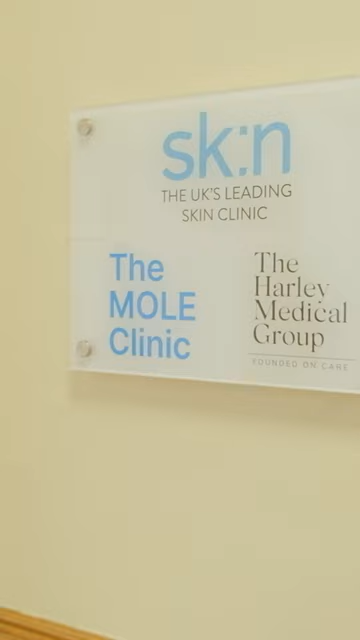 sk:n
THE UK'S LEADING
SKIN CLINIC
The
MOLE
Clinic
The
Harley
Medical
Group
FOUNDED ON CARE